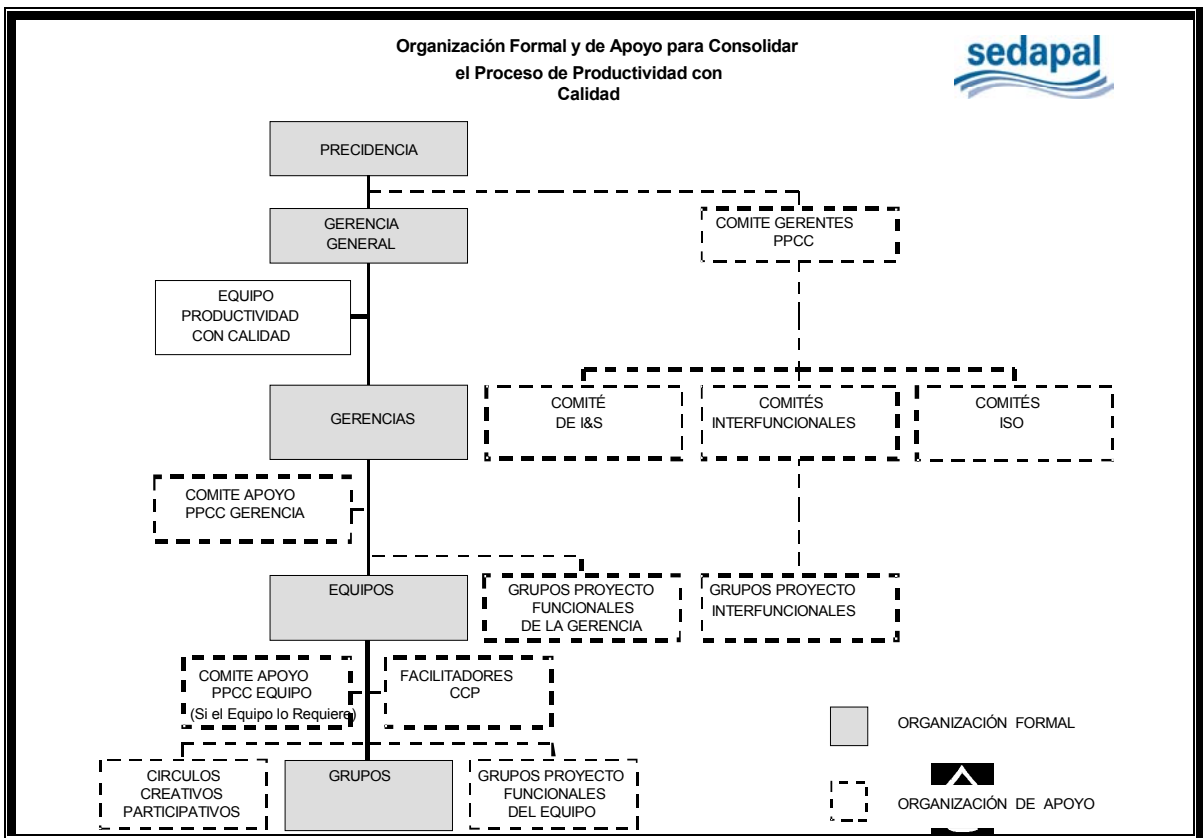 Organización Formal y de Apoyo para Consolidar
el Proceso de Productividad con
Calidad
sedapal
PRECIDENCIA
GERENCIA
GENERAL
COMITE GERENTES
PPCC
EQUIPO
PRODUCTIVIDAD
CON CALIDAD
GERENCIAS
COMITÉ
DE I&S
COMITÉS
INTERFUNCIONALES
COMITÉS
ISO
COMITE APOYO
PPCC GERENCIA
EQUIPOS
GRUPOS PROYECTO
FUNCIONALES
DE LA GERENCIA
GRUPOS PROYECTO
INTERFUNCIONALES
COMITE APOYO
PPCC EQUIPO
(Si el Equipo lo Requiere)
FACILITADORES
CCP
CIRCULOS
CREATIVOS
PARTICIPATIVOS
GRUPOS
GRUPOS PROYECTO
FUNCIONALES
DEL EQUIPO
ORGANIZACIÓN FORMAL
ORGANIZACIÓN DE APOYO